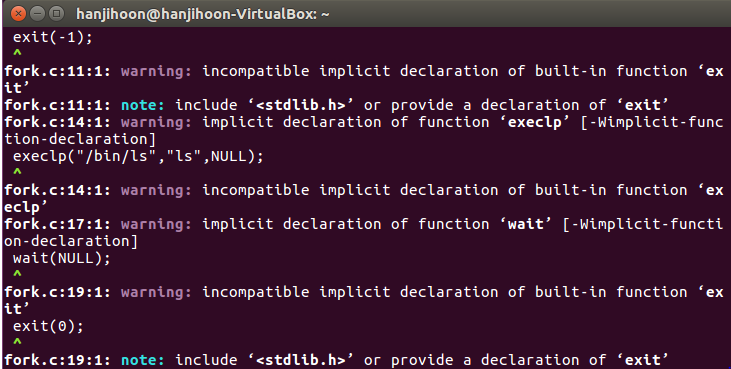 hanjihoon@hanjihoon-VirtualBox: ~
exit(-1);
^
fork.c:11:1: warning: incompatible implicit declaration of built-in function ‘ex
it’
fork.c:11:1: note: include ‘<stdlib.h>’ or provide a declaration of ‘exit’
fork.c:14:1: warning: implicit declaration of function ‘execlp’ [-Wimplicit-func
tion-declaration]
execlp("/bin/ls","ls",NULL);
^
fork.c:14:1: warning: incompatible implicit declaration of built-in function ‘ex
eclp’
fork.c:17:1: warning: implicit declaration of function ‘wait’ [-Wimplicit-functi
on-declaration]
wait(NULL);
^
fork.c:19:1: warning: incompatible implicit declaration of built-in function ‘ex
it’
exit(0);
^
fork.c:19:1: note: include ‘<stdlib.h>’ or provide a declaration of ‘exit’